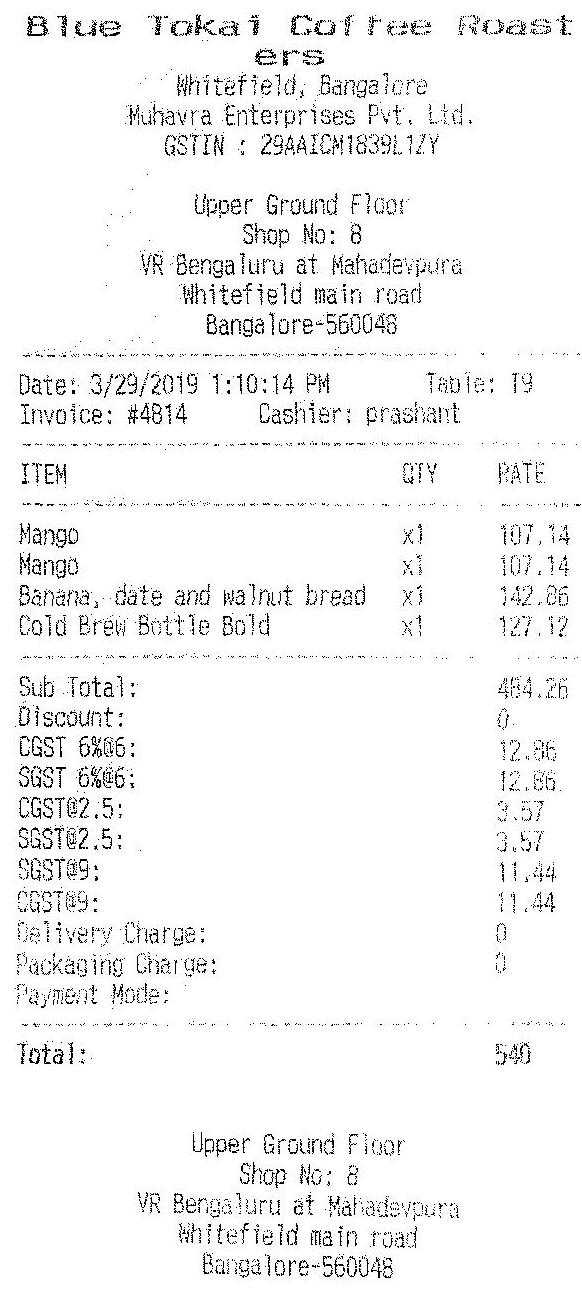 Blue Tokai Coffee Roast
ers
Whitefield, Bangalore
Muhavra Enterprises Pvt. Ltd.
GSTIN : 29AAICM1839L1ZY
Upper Ground Floor
Shop No: 8
VR Bengaluru at Mahadevpura
Whitefield main road
Bangalore-560048
Date: 3/29/2019 1:10:14 PM Table: T9
Invoice: #4814 Cashier: prashant
ITEM QTY RATE
Mango x1 107.14
Mango x1 107.14
Banana, date and walnut bread x1 142.86
Cold Brew Bottle Bold x1 127.12
Sub Total: 484.26
Discount: 0
CGST 6%@6: 12.86
SGST 6%@6: 12.86
CGST@2.5: 3.57
SGST@2.5: 3.57
SGST@9: 11.44
CGST@9: 11.44
Delivery Charge: 0
Packaging Charge: 0
Payment Mode:
Total: 540
Upper Ground Floor
Shop No: 8
VR Bengaluru at Mahadevpura
Whitefield main road
Bangalore-560048